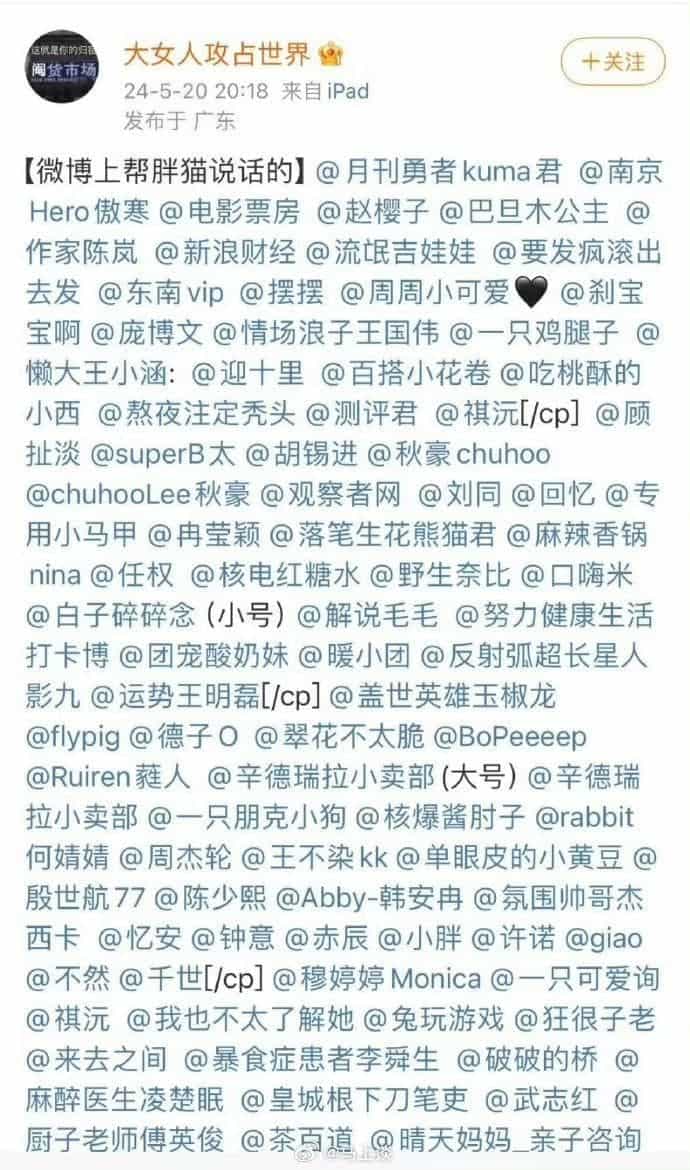 这就是你的归宿
阉货市场
大女人攻占世界
24-5-20 20:18 来自 iPad
发布于 广东
+关注
【微博上帮胖猫说话的】@月刊勇者kuma君 @南京
Hero傲寒 @电影票房 @赵樱子 @巴旦木公主 @
作家陈岚 @新浪财经 @流氓吉娃娃 @要发疯滚出
去发 @东南vip @摆摆 @周周小可爱🖤 @刹宝
宝啊 @庞博文 @情场浪子王国伟 @一只鸡腿子 @
懒大王小涵: @迎十里 @百搭小花卷 @吃桃酥的
小西 @熬夜注定秃头 @测评君 @祺沅[/cp] @顾
扯淡 @superB太 @胡锡进 @秋豪chuhoo
@chuhooLee秋豪 @观察者网 @刘同 @回忆 @专
用小马甲 @冉莹颖 @落笔生花熊猫君 @麻辣香锅
nina @任权 @核电红糖水 @野生奈比 @口嗨米
@白子碎碎念 (小号) @解说毛毛 @努力健康生活
打卡博 @团宠酸奶妹 @暖小团 @反射弧超长星人
影九 @运势王明磊[/cp] @盖世英雄玉椒龙
@flypig @德子O @翠花不太脆 @BoPeeeep
@Ruiren蕤人 @辛德瑞拉小卖部 (大号) @辛德瑞
拉小卖部 @一只朋克小狗 @核爆酱肘子 @rabbit
何婧婧 @周杰轮 @王不染kk @单眼皮的小黄豆 @
殷世航77 @陈少熙 @Abby-韩安冉 @氛围帅哥杰
西卡 @忆安 @钟意 @赤辰 @小胖 @许诺 @giao
@不然 @千世[/cp] @穆婷婷Monica @一只可爱询
@祺沅 @我也不太了解她 @兔玩游戏 @狂很子老
@来去之间 @暴食症患者李舜生 @破破的桥 @
麻醉医生凌楚眠 @皇城根下刀笔吏 @武志红 @
厨子老师傅英俊 @茶百道 @晴天妈妈_亲子咨询